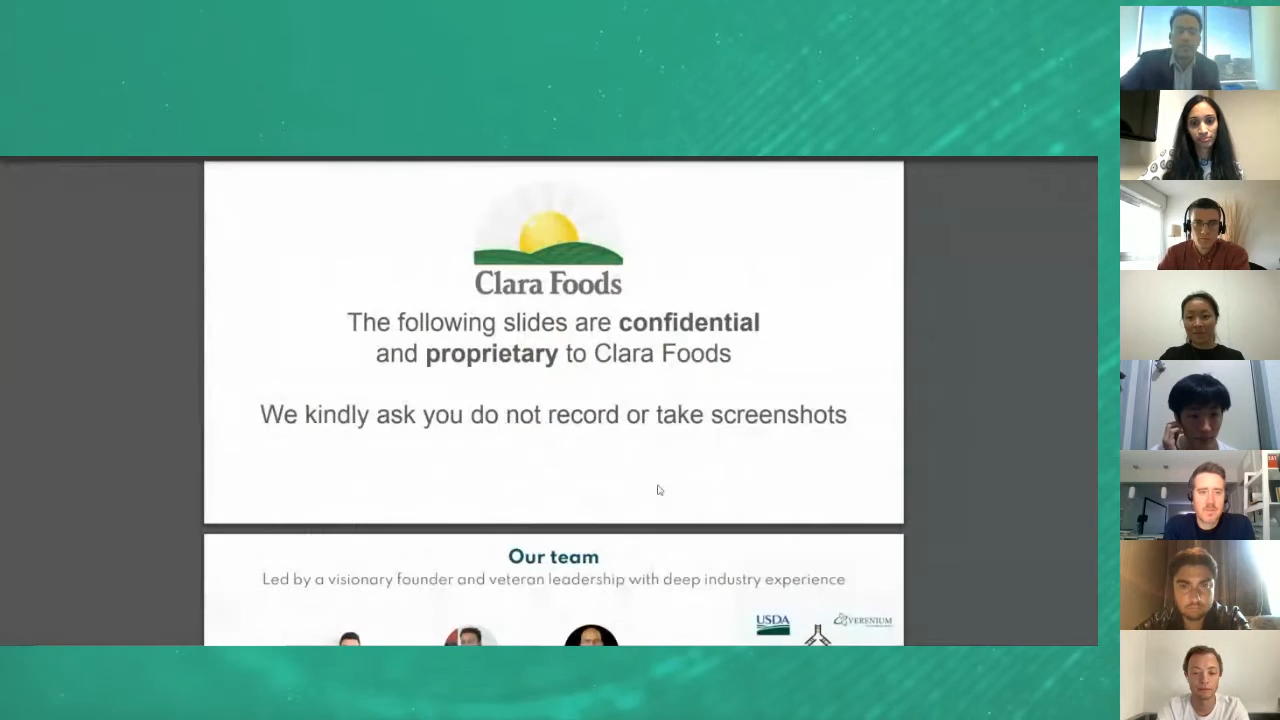 Clara Foods
The following slides are confidential
and proprietary to Clara Foods
We kindly ask you do not record or take screenshots
Our team
Led by a visionary founder and veteran leadership with deep industry experience
USDA
VERENIUM